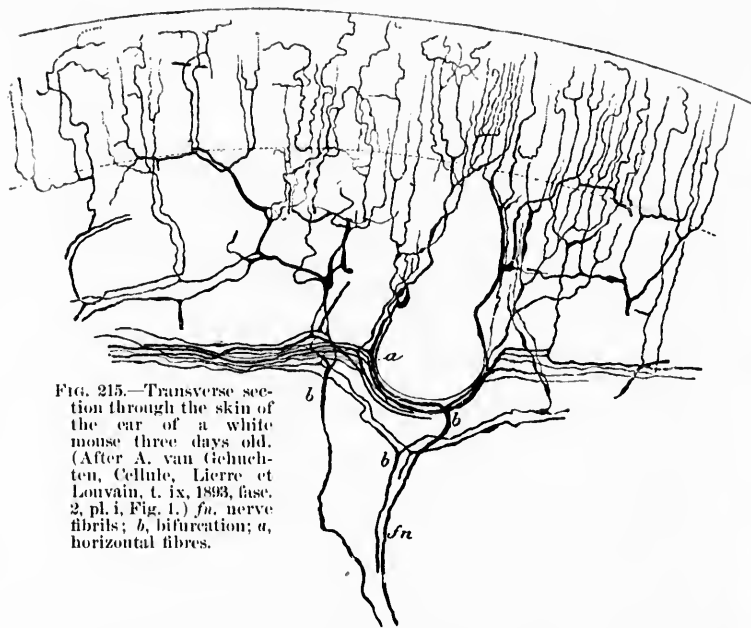 a
b
b
b
fn
FIG. 215.—Transverse sec-
tion through the skin of
the ear of a white
mouse three days old.
(After A. van Gehuch-
ten, Cellule, Lierre et
Louvain, t. ix, 1893, fasc.
2, pl. i, Fig. 1.) fn. nerve
fibrils; b, bifurcation; a,
horizontal fibres.